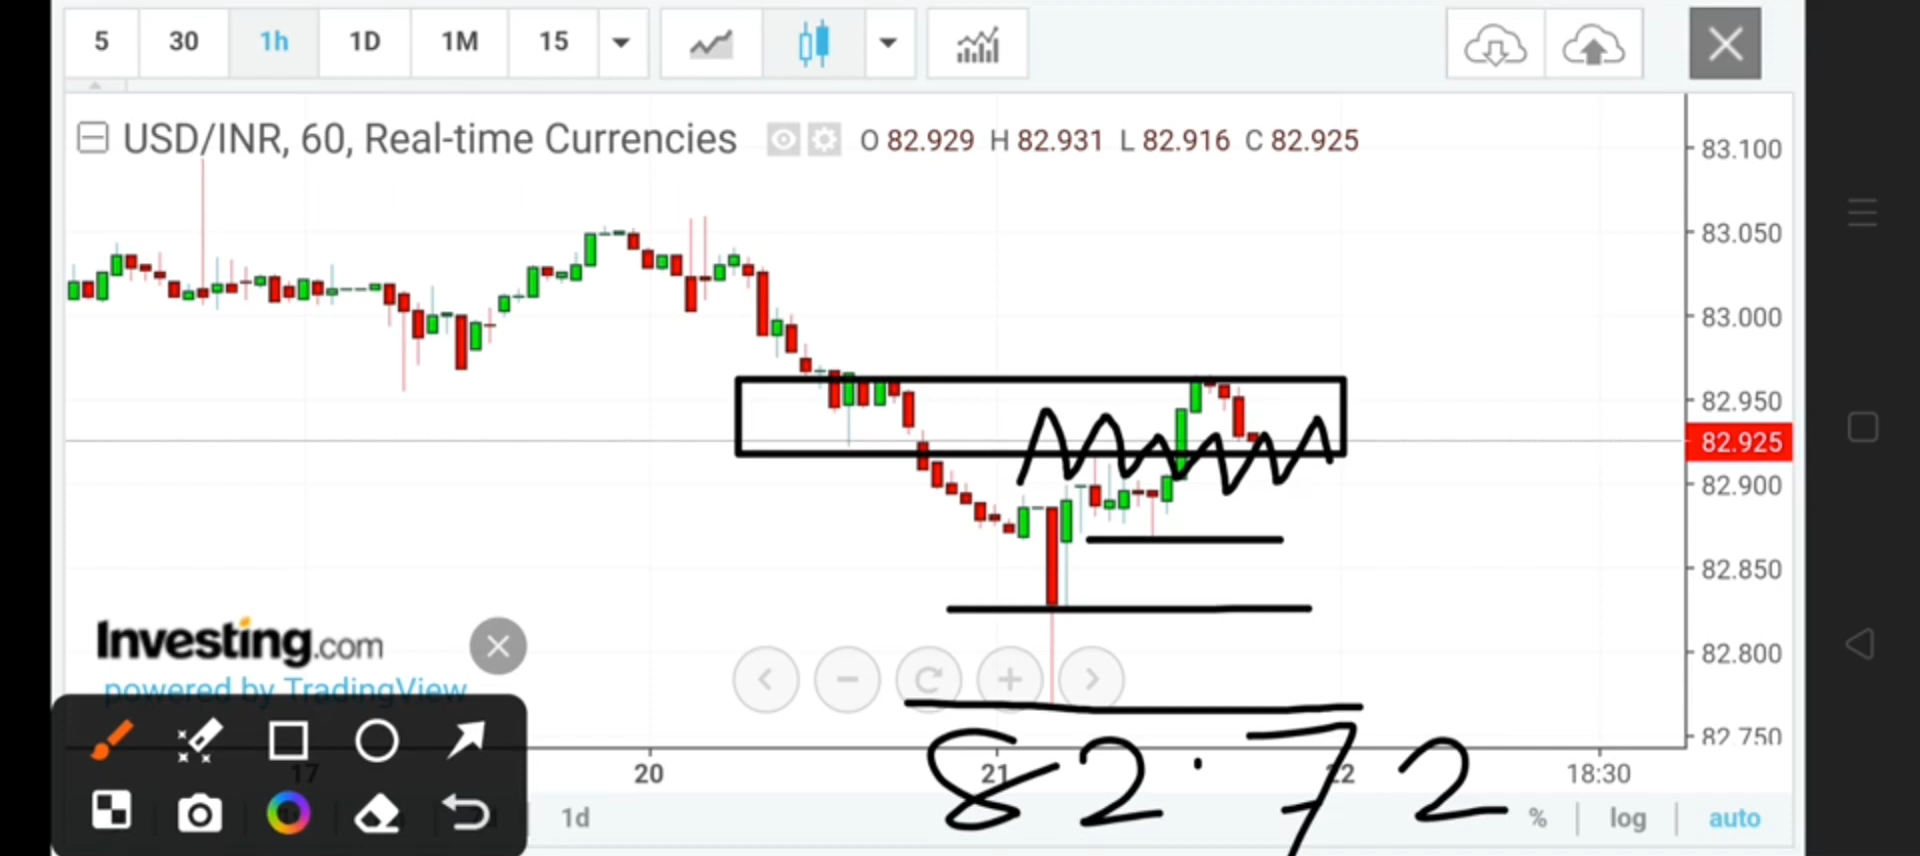 5 30 1h 1D 1M 15
USD/INR, 60, Real-time Currencies O 82.929 H 82.931 L 82.916 C 82.925
83.100
83.050
83.000
82.950
82.925
82.900
82.850
82.800
82.750
Investing.com
powered by TradingView
17 20 21 22 18:30
82.72
1d % log auto